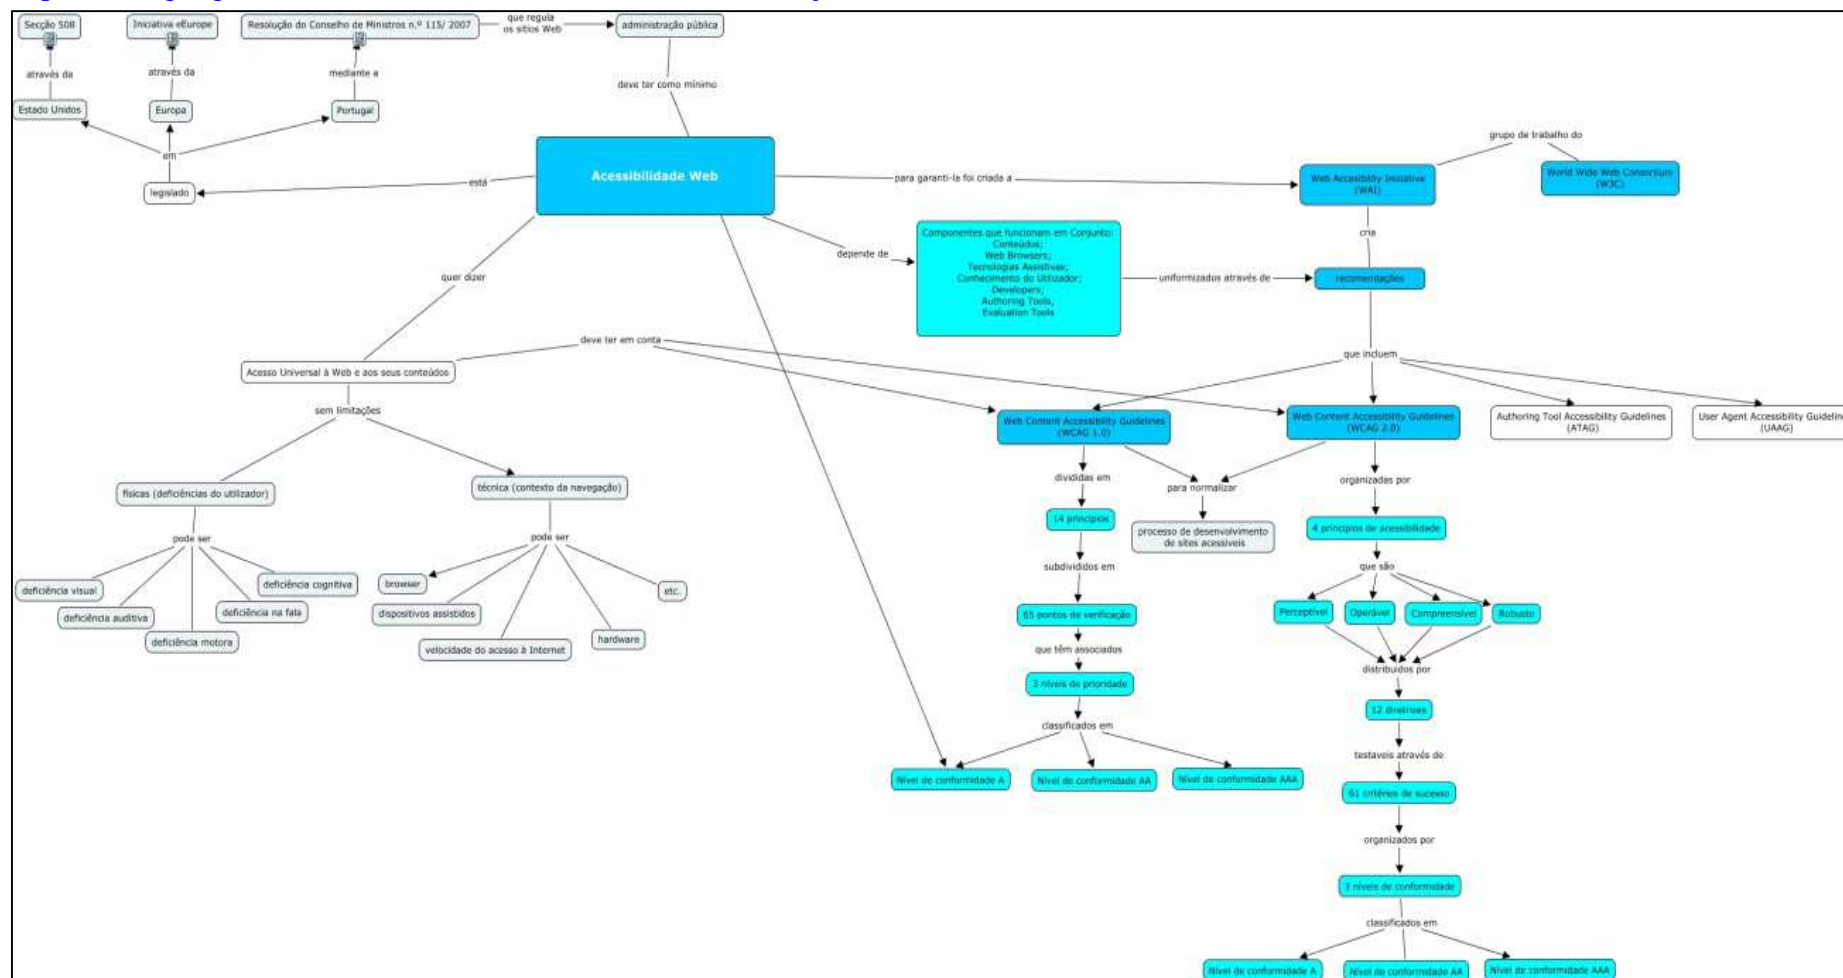 Secção 508
Iniciativa eEurope
Resolução do Conselho de Ministros n.º 115/ 2007
que regula
os sítios Web
administração pública
através da
através da
mediante a
deve ter como mínimo
Estado Unidos
Europa
Portugal
em
legislado
está
Acessibilidade Web
para garanti-la foi criada a
Web Accesibility Iniciativa
(WAI)
grupo de trabalho do
World Wide Web Consortium
(W3C)
cria
quer dizer
depende de
Componentes que funcionam em Conjunto:
Conteúdos;
Web Browsers;
Tecnologias Assistivas;
Conhecimento do Utilizador;
Developers;
Authoring Tools,
Evaluation Tools
uniformizados através de
recomendações
deve ter em conta
que incluem
Acesso Universal à Web e aos seus conteúdos
sem limitações
Web Content Accessibility Guidelines
(WCAG 1.0)
Web Content Accessibility Guidelines
(WCAG 2.0)
Authoring Tool Accessibility Guidelines
(ATAG)
User Agent Accessibility Guideline
(UAAG)
físicas (deficiências do utilizador)
técnica (contexto da navegação)
pode ser
pode ser
deficiência visual
deficiência auditiva
deficiência motora
deficiência na fala
deficiência cognitiva
browser
dispositivos assistidos
velocidade do acesso à Internet
hardware
etc.
divididas em
para normalizar
organizadas por
14 princípios
processo de desenvolvimento
de sites acessíveis
4 princípios de acessibilidade
subdivididos em
que são
65 pontos de verificação
Perceptível
Operável
Compreensível
Robusto
que têm associados
distribuidos por
3 níveis de prioridade
12 diretrizes
classificados em
testaveis através de
Nível de conformidade A
Nível de conformidade AA
Nível de conformidade AAA
61 critérios de sucesso
organizados por
3 níveis de conformidade
classificados em
Nível de conformidade A
Nível de conformidade AA
Nível de conformidade AAA